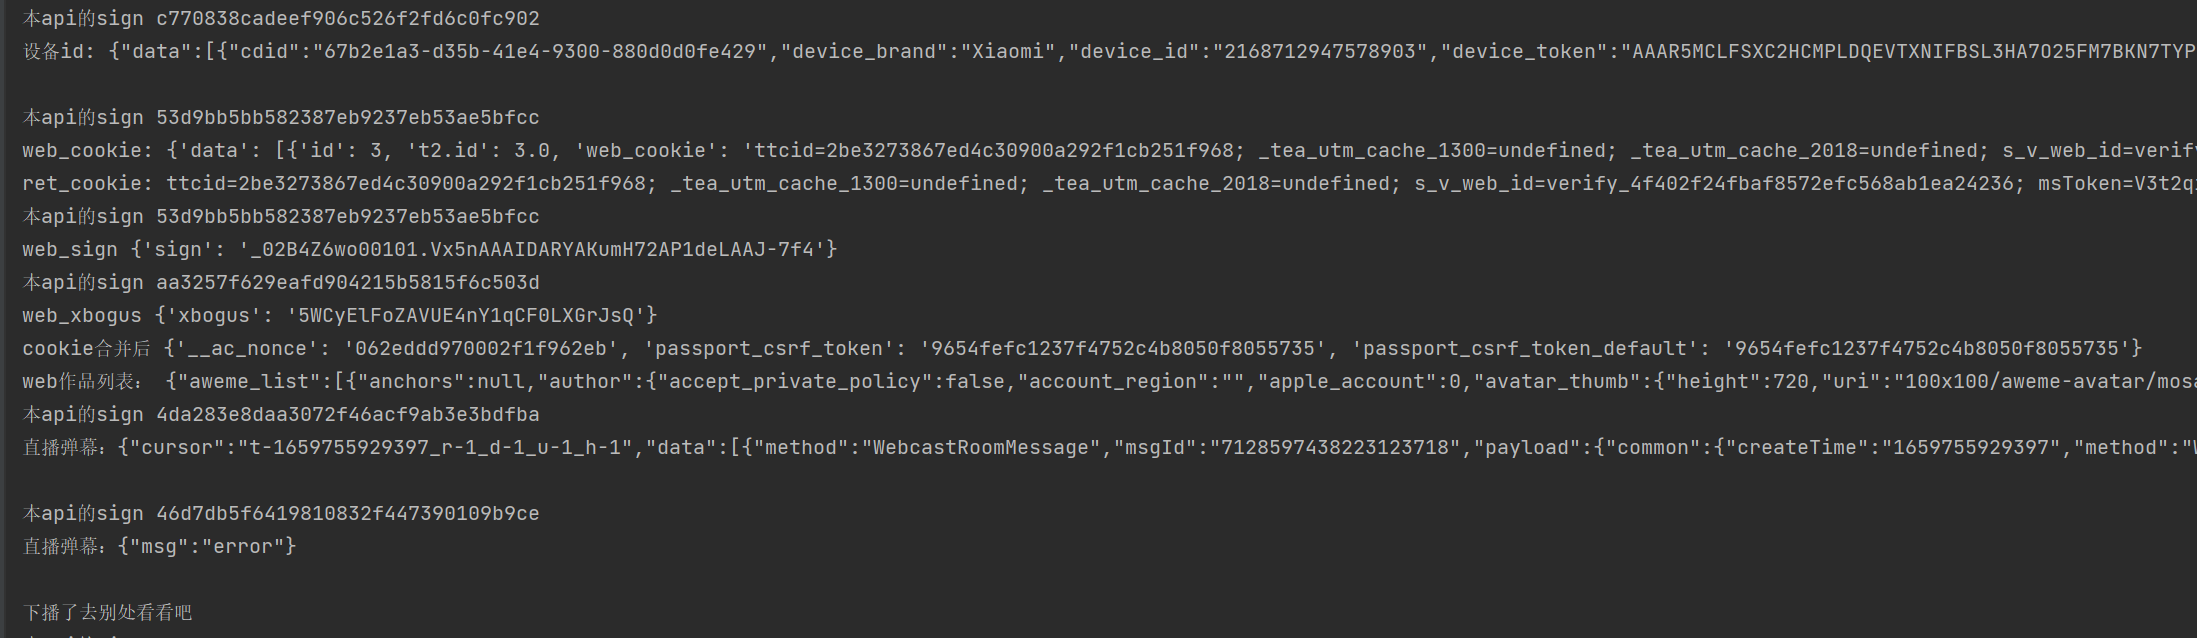 本api的sign c770838cadeef906c526f2fd6c0fc902
设备id: {"data":[{"cdid":"67b2e1a3-d35b-41e4-9300-880d0d0fe429","device_brand":"Xiaomi","device_id":"2168712947578903","device_token":"AAAR5MCLFSXC2HCMPLDQEVTXNIFBSL3HA7O25FM7BKN7TYP
本api的sign 53d9bb5bb582387eb9237eb53ae5bfcc
web_cookie: {'data': [{'id': 3, 't2.id': 3.0, 'web_cookie': 'ttcid=2be3273867ed4c30900a292f1cb251f968; _tea_utm_cache_1300=undefined; _tea_utm_cache_2018=undefined; s_v_web_id=verify
ret_cookie: ttcid=2be3273867ed4c30900a292f1cb251f968; _tea_utm_cache_1300=undefined; _tea_utm_cache_2018=undefined; s_v_web_id=verify_4f402f24fbaf8572efc568ab1ea24236; msToken=V3t2q
本api的sign 53d9bb5bb582387eb9237eb53ae5bfcc
web_sign {'sign': '_02B4Z6wo00101.Vx5nAAAIDARYAKumH72AP1deLAAJ-7f4'}
本api的sign aa3257f629eafd904215b5815f6c503d
web_xbogus {'xbogus': '5WCyElFoZAVUE4nY1qCF0LXGrJsQ'}
cookie合并后 {'__ac_nonce': '062eddd970002f1f962eb', 'passport_csrf_token': '9654fefc1237f4752c4b8050f8055735', 'passport_csrf_token_default': '9654fefc1237f4752c4b8050f8055735'}
web作品列表: {"aweme_list":[{"anchors":null,"author":{"accept_private_policy":false,"account_region":"","apple_account":0,"avatar_thumb":{"height":720,"uri":"100x100/aweme-avatar/mosa
本api的sign 4da283e8daa3072f46acf9ab3e3bdfba
直播弹幕：{"cursor":"t-1659755929397_r-1_d-1_u-1_h-1","data":[{"method":"WebcastRoomMessage","msgId":"7128597438223123718","payload":{"common":{"createTime":"1659755929397","method":"W
本api的sign 46d7db5f6419810832f447390109b9ce
直播弹幕：{"msg":"error"}
下播了去别处看看吧